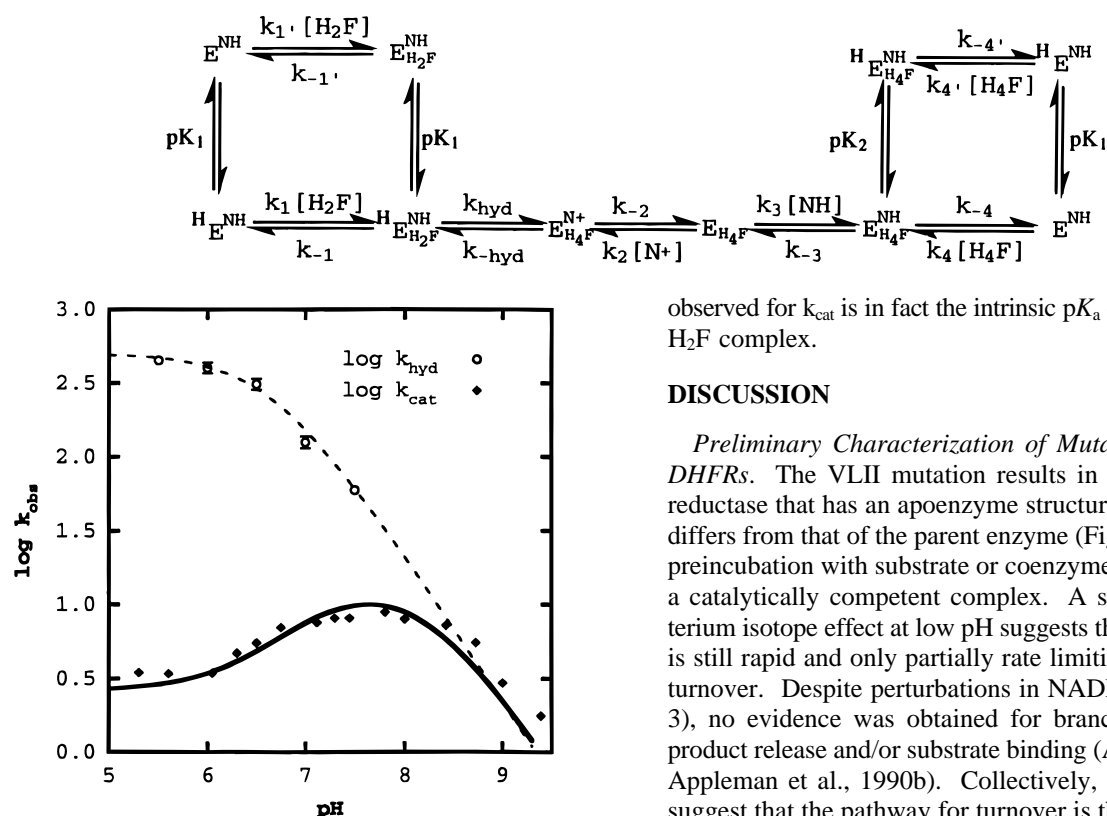 k₁' [H₂F] k₋₄'
E^NH k₋₁' E^NH_H₂F ^H E^NH_H₄F k₄' [H₄F] ^H E^NH
pK₁ pK₁ pK₂ pK₁
k₁ [H₂F] k_hyd k₋₂ k₃ [NH] k₋₄
^H E^NH k₋₁ ^H E^NH_H₂F k_-hyd E^N+_H₄F k₂ [N+] E_H₄F k₋₃ E^NH_H₄F k₄ [H₄F] E^NH
3.0
2.5
2.0
1.5
1.0
0.5
0.0
log k_obs
log k_hyd
log k_cat
5 6 7 8 9
pH
observed for k_cat is in fact the intrinsic pK_a
H₂F complex.
DISCUSSION
Preliminary Characterization of Muta
DHFRs. The VLII mutation results in
reductase that has an apoenzyme structur
differs from that of the parent enzyme (Fig
preincubation with substrate or coenzyme
a catalytically competent complex. A s
terium isotope effect at low pH suggests th
is still rapid and only partially rate limiti
turnover. Despite perturbations in NADI
3), no evidence was obtained for branc
product release and/or substrate binding (A
Appleman et al., 1990b). Collectively,
suggest that the pathway for turnover is th